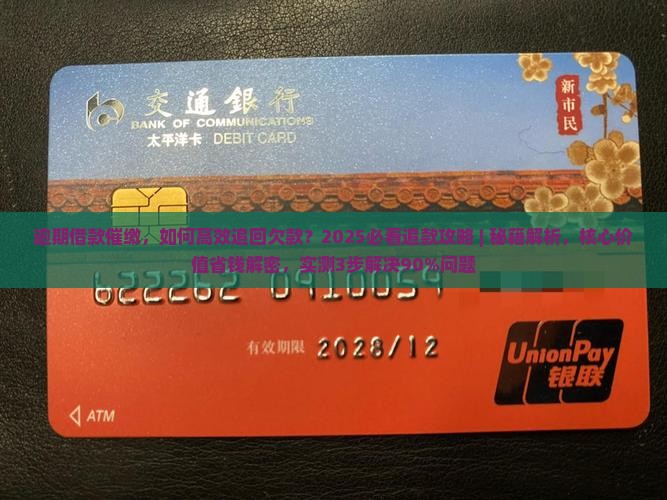 交通銀行
BANK OF COMMUNICATIONS
太平洋卡 DEBIT CARD
新市民
逾期借款催缴，如何高效追回欠款？2025必看退款攻略 | 秘籍解析，核心价
值省钱解密，实测3步解决90%问题
622262 0910059
有效期限 2028/12
UnionPay
银联
ATM